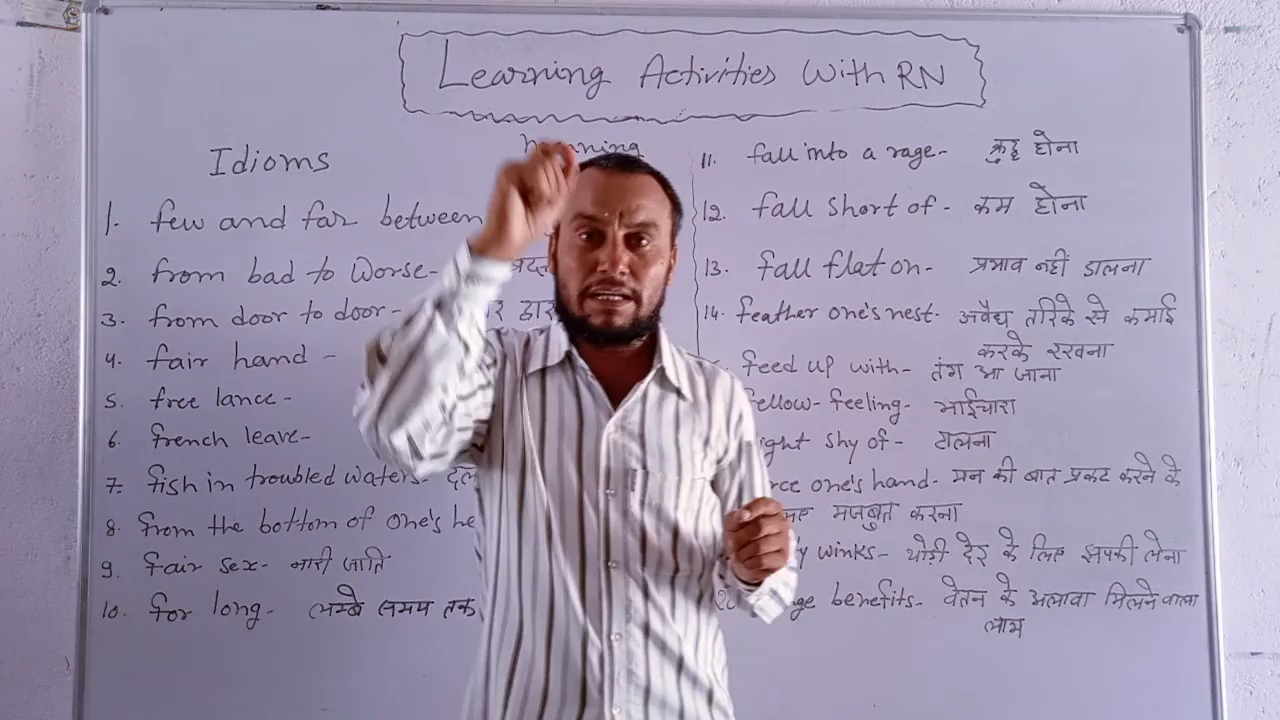 Learning Activities With RN
Idioms
1. few and far between
2. from bad to Worse-
3. from door to door-
4. fair hand -
5. free lance-
6. french leave-
7. fish in troubled waters-
8. from the bottom of one's
9. fair sex- नारी जाति
10. for long- लम्बे समय तक
11. fall into a rage- क्रुद्ध होना
12. fall short of- कम होना
13. fall flat on- प्रभाव नहीं डालना
14. feather one's nest- अवैध तरिके से कमाई
करके रखना
feed up with- तंग आ जाना
fellow-feeling- भाईचारा
shy of- टालना
one's hand- मन की बात प्रकट करने के
मजबुत करना
winks- थोड़ी देर के लिए झपकी लेना
benefits- वेतन के अलावा मिलने वाला
लाभ